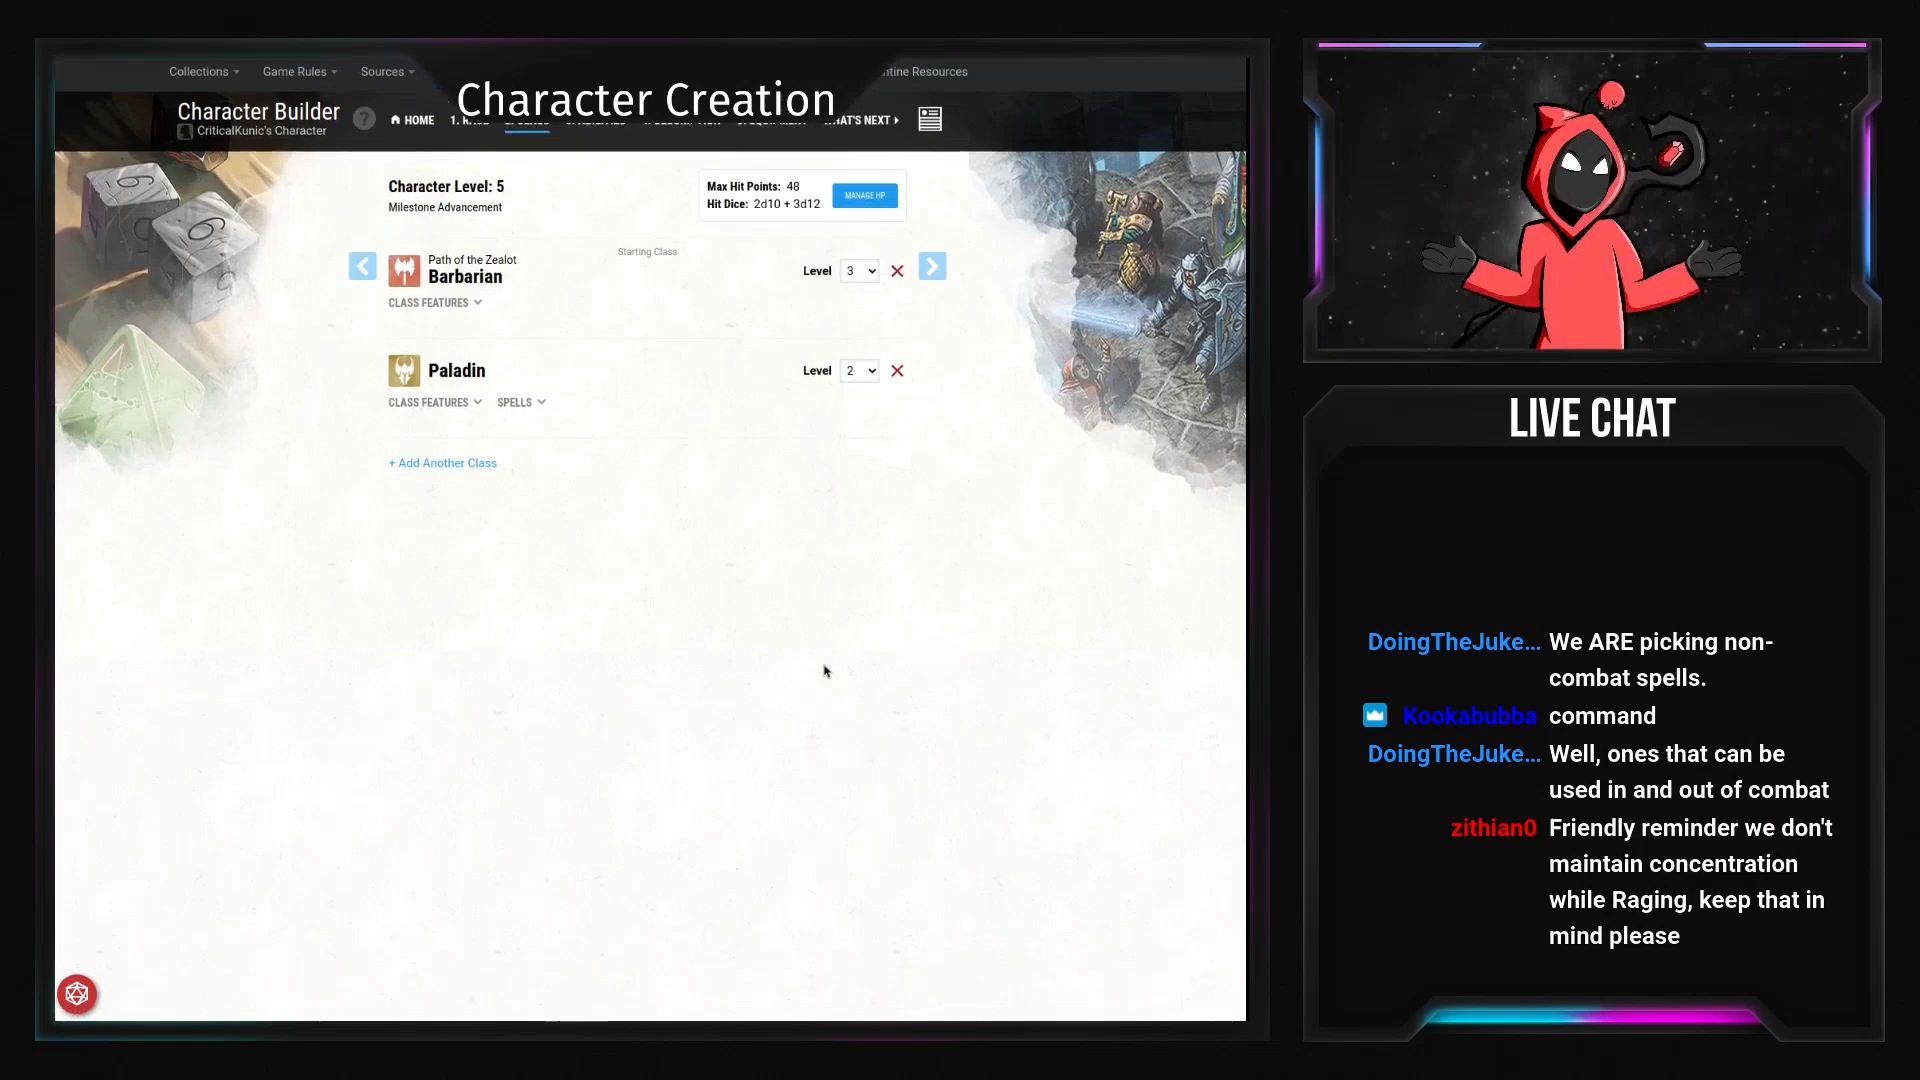 Collections
Game Rules
Sources
Resources
Character Creation
Character Builder
CriticalKunic's Character
?
HOME
1.
WHAT'S NEXT
Character Level: 5
Milestone Advancement
Max Hit Points: 48
Hit Dice: 2d10 + 3d12
MANAGE HP
Starting Class
Path of the Zealot
Barbarian
Level 3
CLASS FEATURES
Paladin
Level 2
CLASS FEATURES SPELLS
+ Add Another Class
LIVE CHAT
DoingTheJuke... We ARE picking non-
combat spells.
Kookabubba command
DoingTheJuke... Well, ones that can be
used in and out of combat
zithian0 Friendly reminder we don't
maintain concentration
while Raging, keep that in
mind please